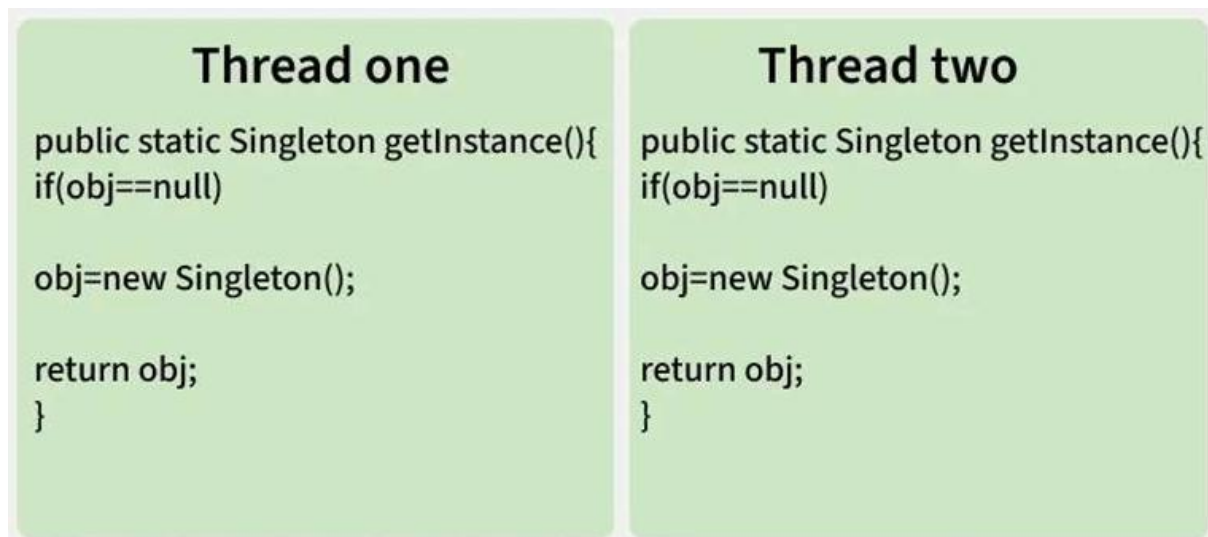 Thread one
public static Singleton getInstance(){
if(obj==null)
obj=new Singleton();
return obj;
}
Thread two
public static Singleton getInstance(){
if(obj==null)
obj=new Singleton();
return obj;
}